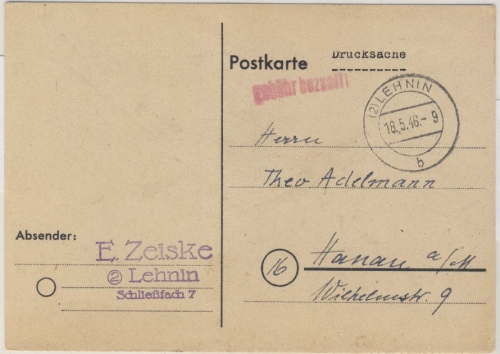 Postkarte
Drucksache
gebühr bezahlt
(2) LEHNIN
18.5.46.-9
b
Herrn
Theo Adelmann
16
Hanau a/M
Wilhelmstr. 9
Absender:
E. Zeiske
2 Lehnin
Schließfach 7